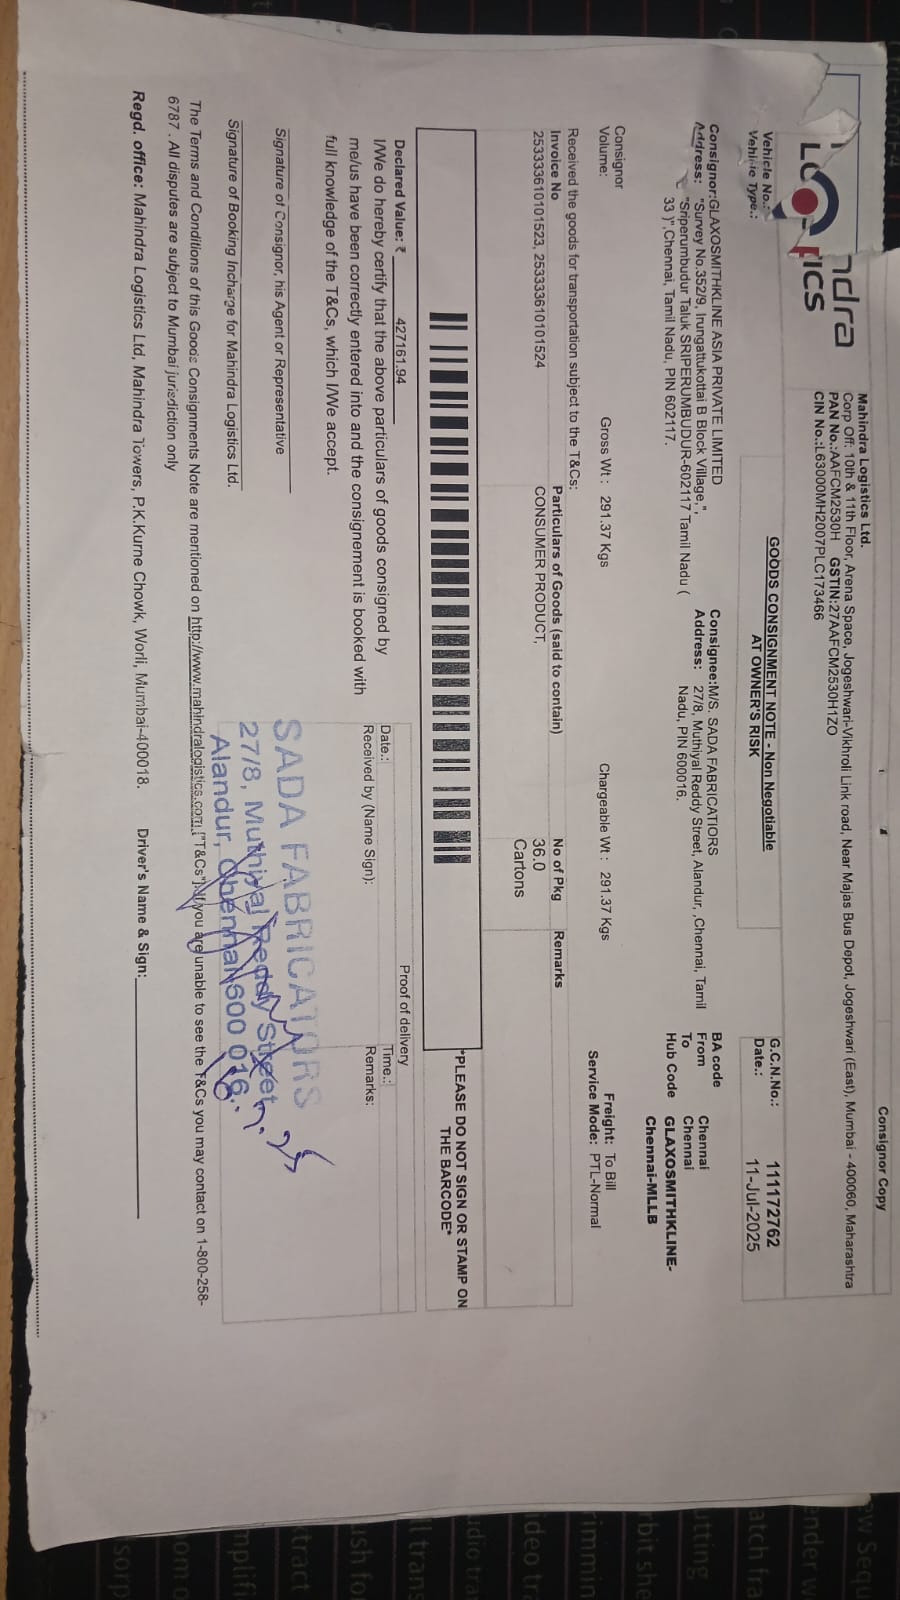 Consignor Copy
Mahindra Logistics Ltd.
Corp Off: 10th & 11th Floor, Arena Space, Jogeshwari-Vikhroli Link road, Near Majas Bus Depot, Jogeshwari (East), Mumbai - 400060, Maharashtra
PAN No.:AAFCM2530H GSTIN:27AAFCM2530H1ZO
CIN No.:L63000MH2007PLC173466
Vehicle No.:
Vehicle Type.:
GOODS CONSIGNMENT NOTE - Non Negotiable
AT OWNER'S RISK
G.C.N.No.: 111172762
Date.: 11-Jul-2025
Consignor:GLAXOSMITHKLINE ASIA PRIVATE LIMITED
Address: "Survey No.352/9, Irungattukottai B Block Village,",
"Sriperumbudur Taluk SRIPERUMBUDUR-602117 Tamil Nadu (
33 )",Chennai, Tamil Nadu, PIN 602117.
Consignee:M/S. SADA FABRICATIORS
Address: 27/8, Muthiyal Reddy Street, Alandur, ,Chennai, Tamil
Nadu, PIN 600016.
BA code
From Chennai
To Chennai
Hub Code GLAXOSMITHKLINE-
Chennai-MLLB
Consignor
Volume:
Gross Wt : 291.37 Kgs
Chargeable Wt : 291.37 Kgs
Freight: To Bill
Service Mode: PTL-Normal
Received the goods for transportation subject to the T&Cs:
Invoice No Particulars of Goods (said to contain) No of Pkg Remarks
253333610101523, 253333610101524 CONSUMER PRODUCT, 36.0
Cartons
*PLEASE DO NOT SIGN OR STAMP ON
THE BARCODE*
Declared Value: ₹ 427161.94
I/We do hereby certify that the above particulars of goods consigned by
me/us have been correctly entered into and the consignement is booked with
full knowledge of the T&Cs, which I/We accept.
Proof of delivery
Date.: Time.:
Received by (Name Sign): Remarks:
SADA FABRICATORS
27/8, Muthiyal Reddy Street,
Alandur, Chennai-600 016.
Signature of Consignor, his Agent or Representative
Signature of Booking Incharge for Mahindra Logistics Ltd.
The Terms and Conditions of this Goods Consignments Note are mentioned on http://www.mahindralogistics.com ["T&Cs"].If you are unable to see the T&Cs you may contact on 1-800-258-
6787 . All disputes are subject to Mumbai jurisdiction only
Regd. office: Mahindra Logistics Ltd, Mahindra Towers, P.K.Kurne Chowk, Worli, Mumbai-400018. Driver's Name & Sign: